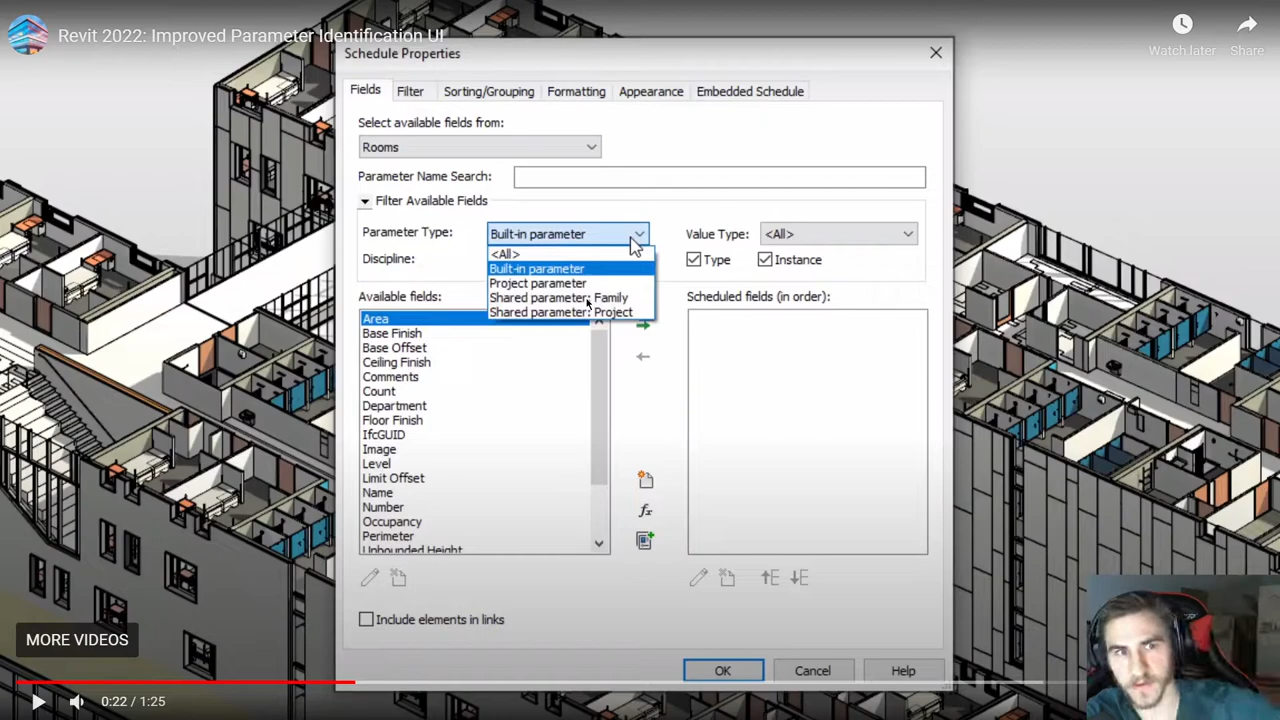 Revit 2022: Improved Parameter Identification UI
Watch later
Share
Schedule Properties
Fields
Filter
Sorting/Grouping
Formatting
Appearance
Embedded Schedule
Select available fields from:
Rooms
Parameter Name Search:
Filter Available Fields
Parameter Type:
Built-in parameter
Value Type:
<All>
<All>
Discipline:
Type
Instance
Built-in parameter
Project parameter
Shared parameter: Family
Shared parameter: Project
Available fields:
Scheduled fields (in order):
Area
Base Finish
Base Offset
Ceiling Finish
Comments
Count
Department
Floor Finish
IfcGUID
Image
Level
Limit Offset
Name
Number
Occupancy
Perimeter
Unbounded Height
fx
Include elements in links
OK
Cancel
Help
MORE VIDEOS
0:22 / 1:25